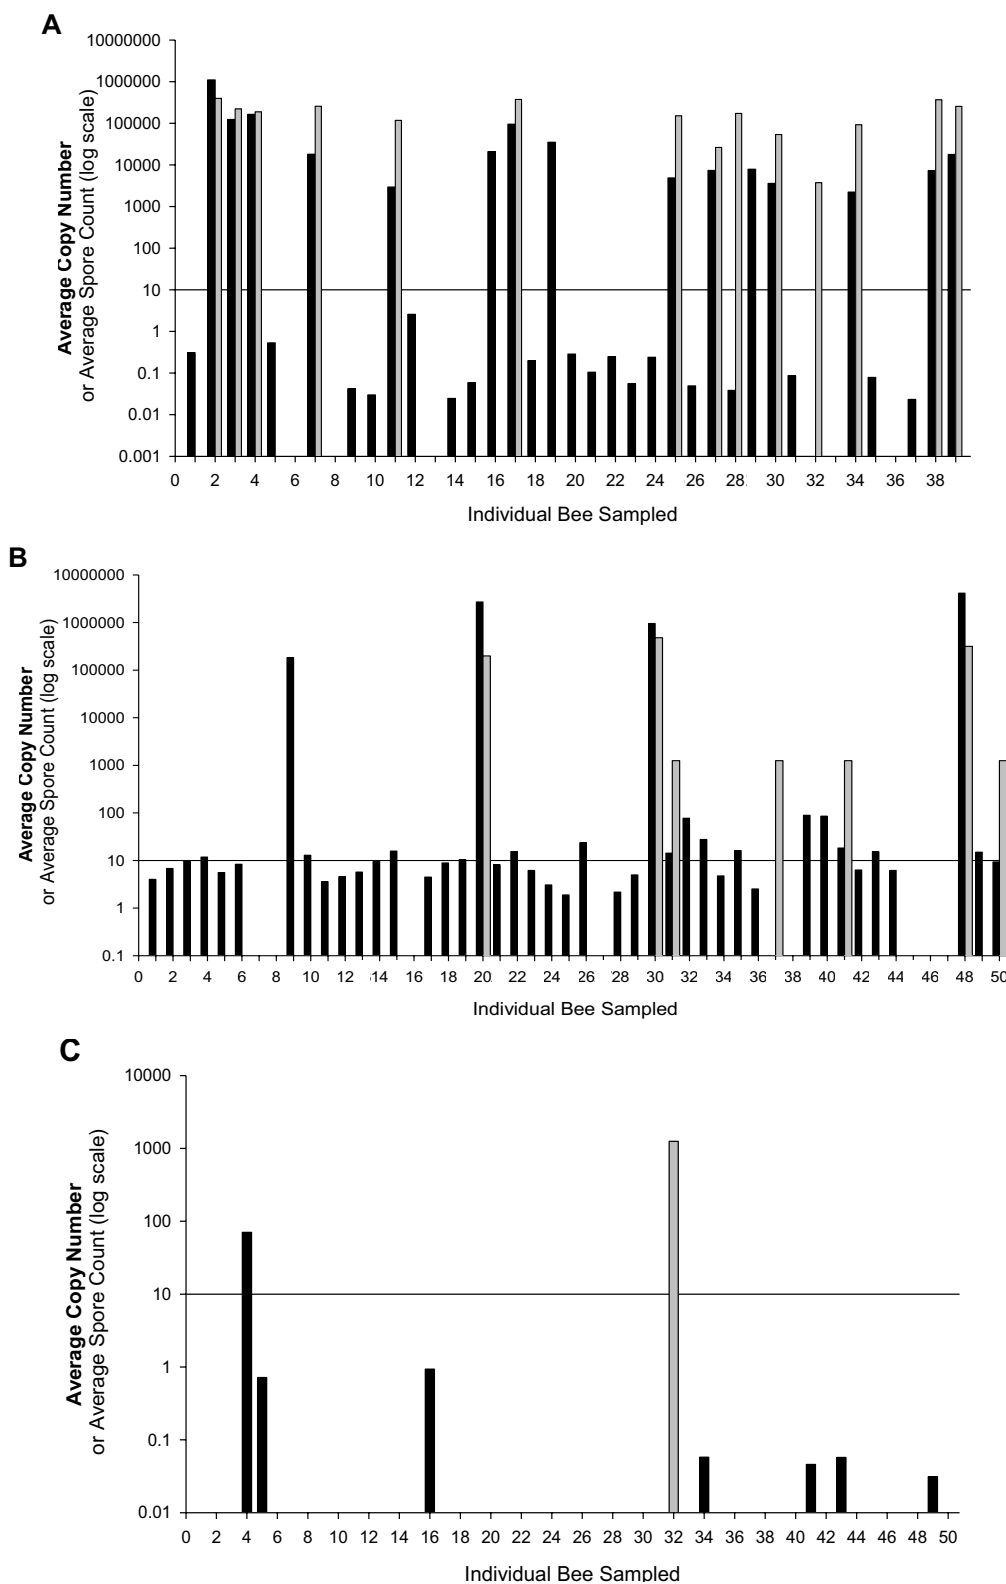 A
10000000
1000000
100000
10000
1000
100
10
1
0.1
0.01
0.001
Average Copy Number
or Average Spore Count (log scale)
0 2 4 6 8 10 12 14 16 18 20 22 24 26 28 30 32 34 36 38
Individual Bee Sampled
B
10000000
1000000
100000
10000
1000
100
10
1
0.1
Average Copy Number
or Average Spore Count (log scale)
0 2 4 6 8 10 12 14 16 18 20 22 24 26 28 30 32 34 36 38 40 42 44 46 48 50
Individual Bee Sampled
C
10000
1000
100
10
1
0.1
0.01
Average Copy Number
or Average Spore Count (log scale)
0 2 4 6 8 10 12 14 16 18 20 22 24 26 28 30 32 34 36 38 40 42 44 46 48 50
Individual Bee Sampled